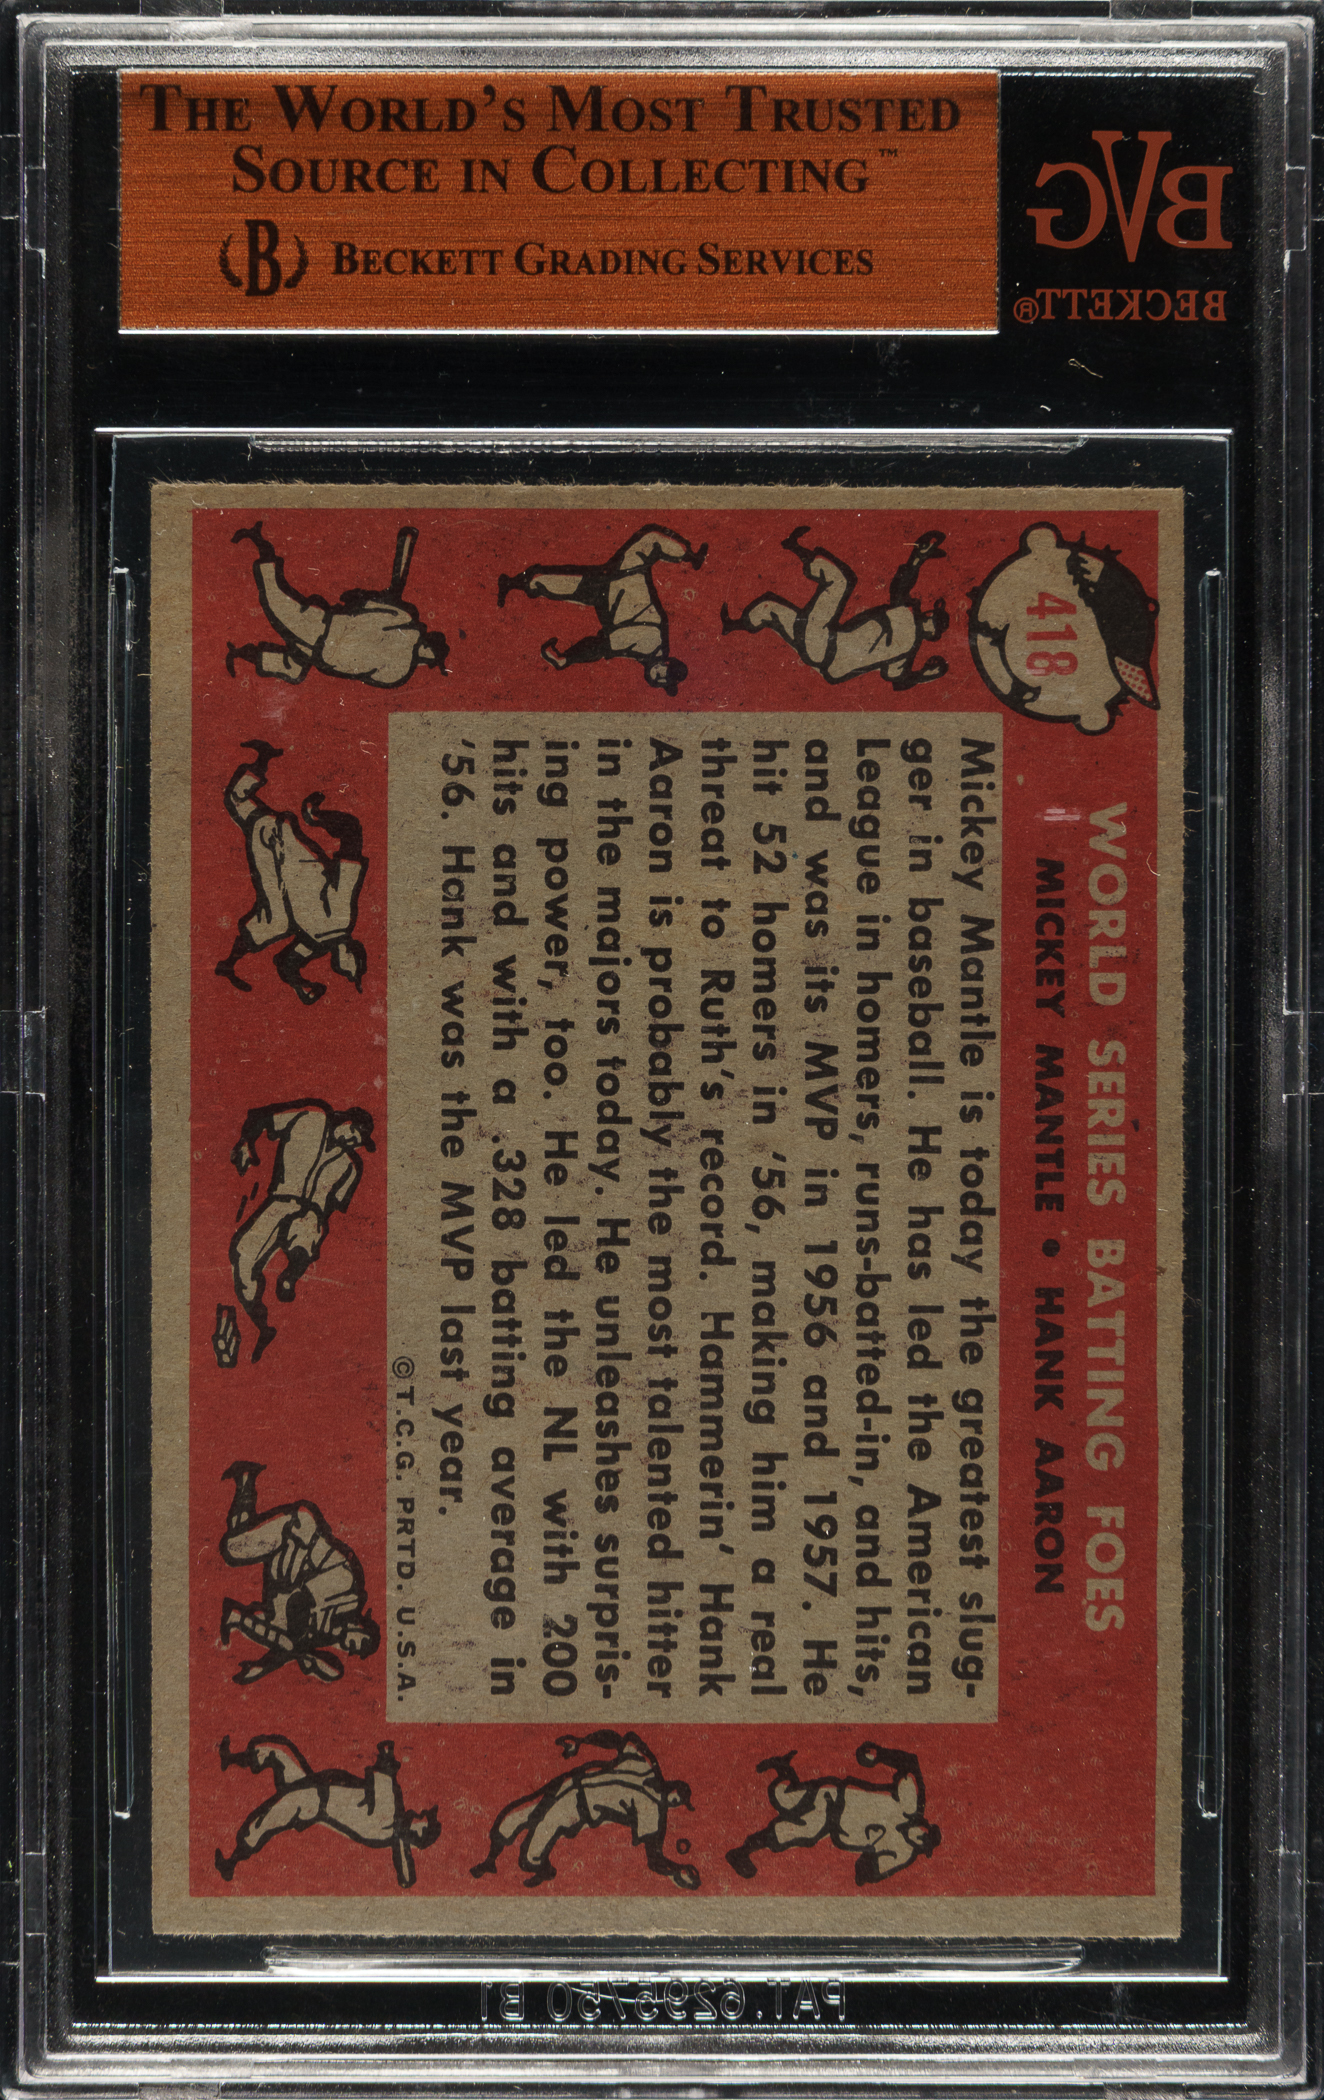 THE WORLD'S MOST TRUSTED
SOURCE IN COLLECTING™
B BECKETT GRADING SERVICES
BVG
BECKETT®
418
WORLD SERIES BATTING FOES
MICKEY MANTLE • HANK AARON
Mickey Mantle is today the greatest slug-
ger in baseball. He has led the American
League in homers, runs-batted-in, and hits,
and was its MVP in 1956 and 1957. He
hit 52 homers in '56, making him a real
threat to Ruth's record. Hammerin' Hank
Aaron is probably the most talented hitter
in the majors today. He unleashes surpris-
ing power, too. He led the NL with 200
hits and with a .328 batting average in
'56. Hank was the MVP last year.
©T.C.G. PRTD. U.S.A.
PAT.6295750 B1